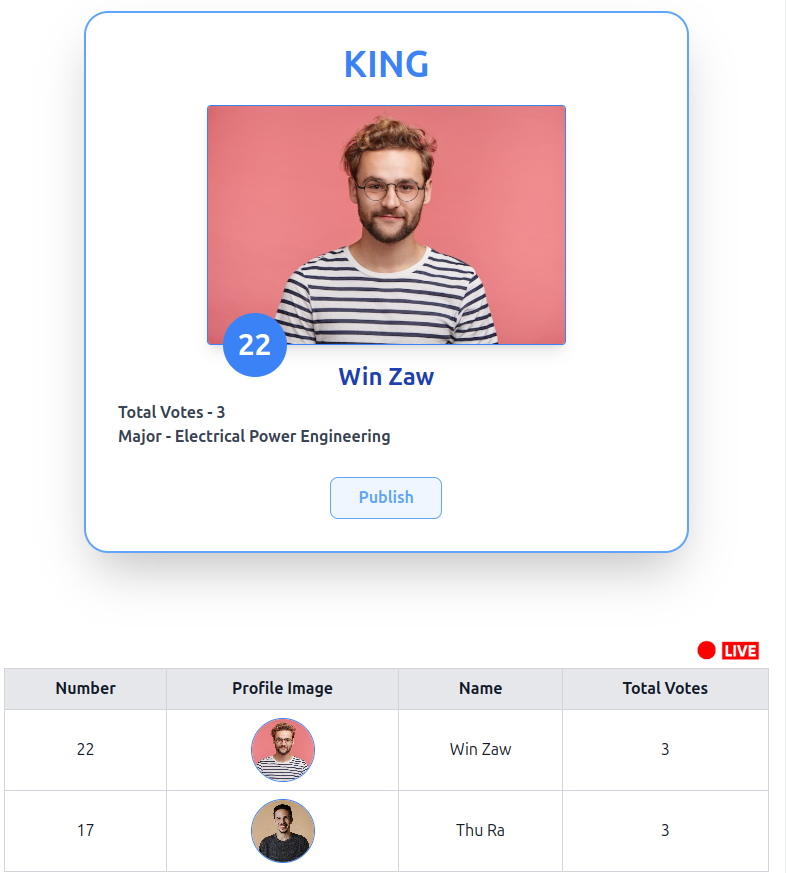 KING
22
Win Zaw
Total Votes - 3
Major - Electrical Power Engineering
Publish
LIVE
Number Profile Image Name Total Votes
22 Win Zaw 3
17 Thu Ra 3